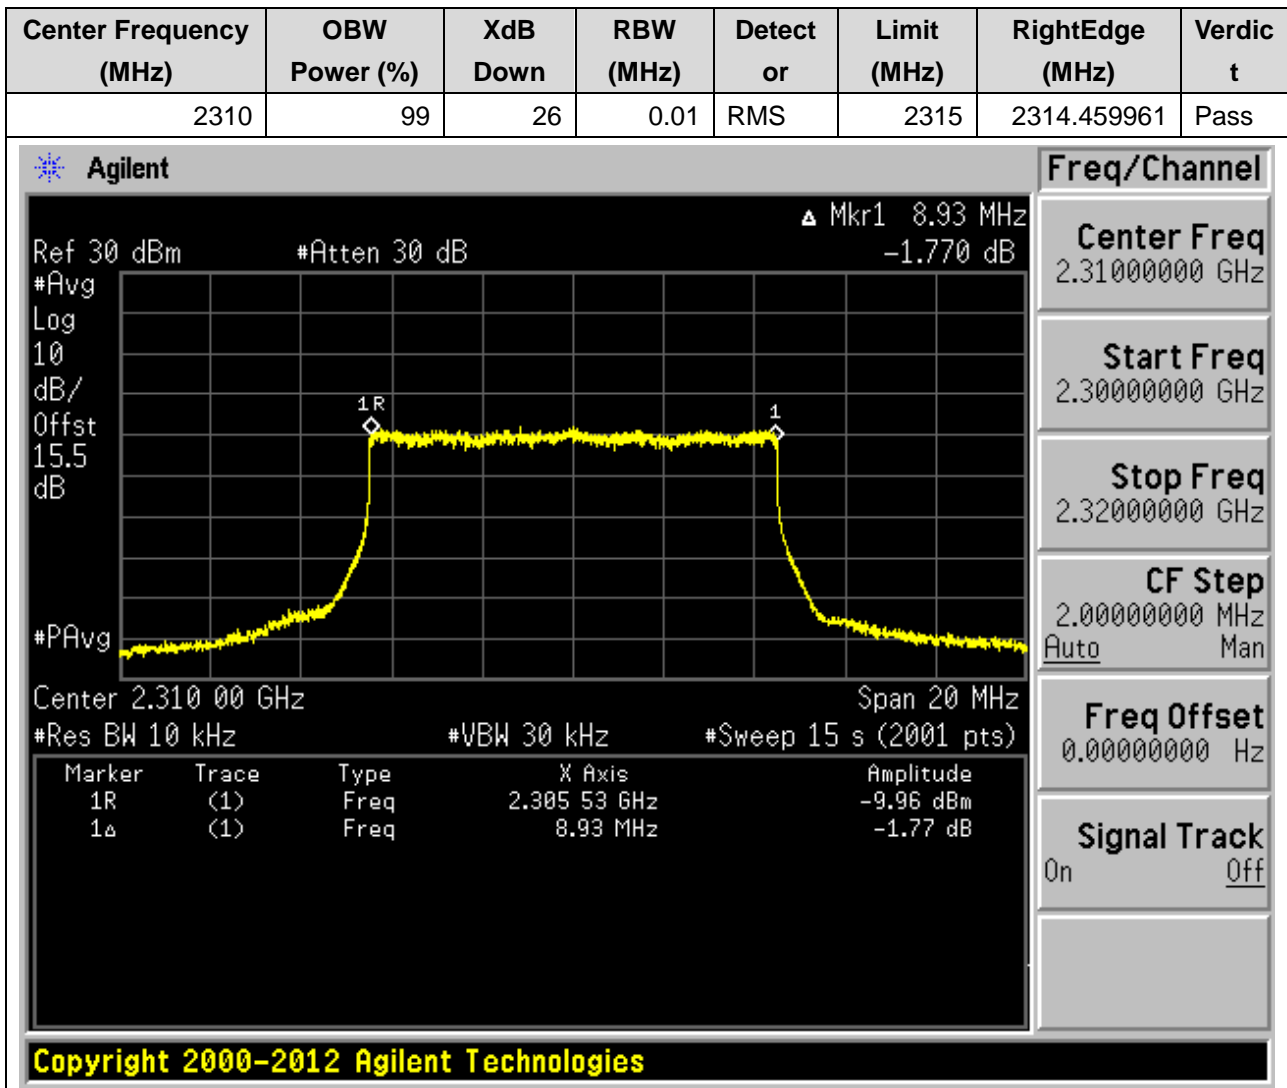 Center Frequency (MHz) OBW Power (%) XdB Down RBW (MHz) Detect or Limit (MHz) RightEdge (MHz) Verdic t
2310 99 26 0.01 RMS 2315 2314.459961 Pass
Agilent
Freq/Channel
Δ Mkr1 8.93 MHz
Ref 30 dBm #Atten 30 dB -1.770 dB
#Avg
Log
10
dB/
Offst
15.5
dB
1R
1
#PAvg
Center 2.310 00 GHz Span 20 MHz
#Res BW 10 kHz #VBW 30 kHz #Sweep 15 s (2001 pts)
Marker Trace Type X Axis Amplitude
1R (1) Freq 2.305 53 GHz -9.96 dBm
1Δ (1) Freq 8.93 MHz -1.77 dB
Center Freq
2.31000000 GHz
Start Freq
2.30000000 GHz
Stop Freq
2.32000000 GHz
CF Step
2.00000000 MHz
Auto Man
Freq Offset
0.00000000 Hz
Signal Track
On Off
Copyright 2000-2012 Agilent Technologies